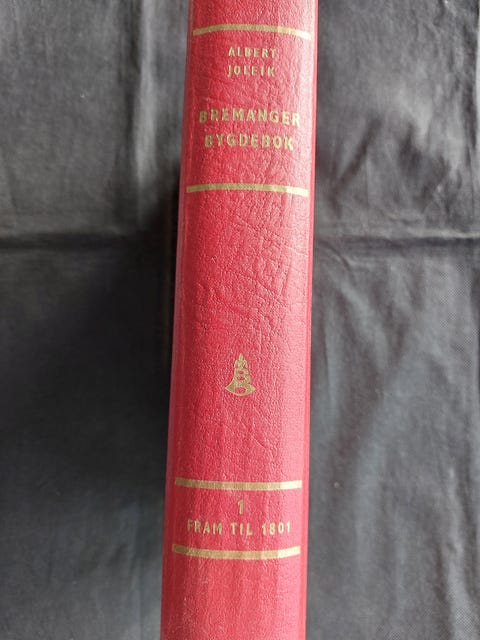 ALBERT
JOLEIK
BREMANGER
BYGDEBOK
1
FRAM TIL 1801